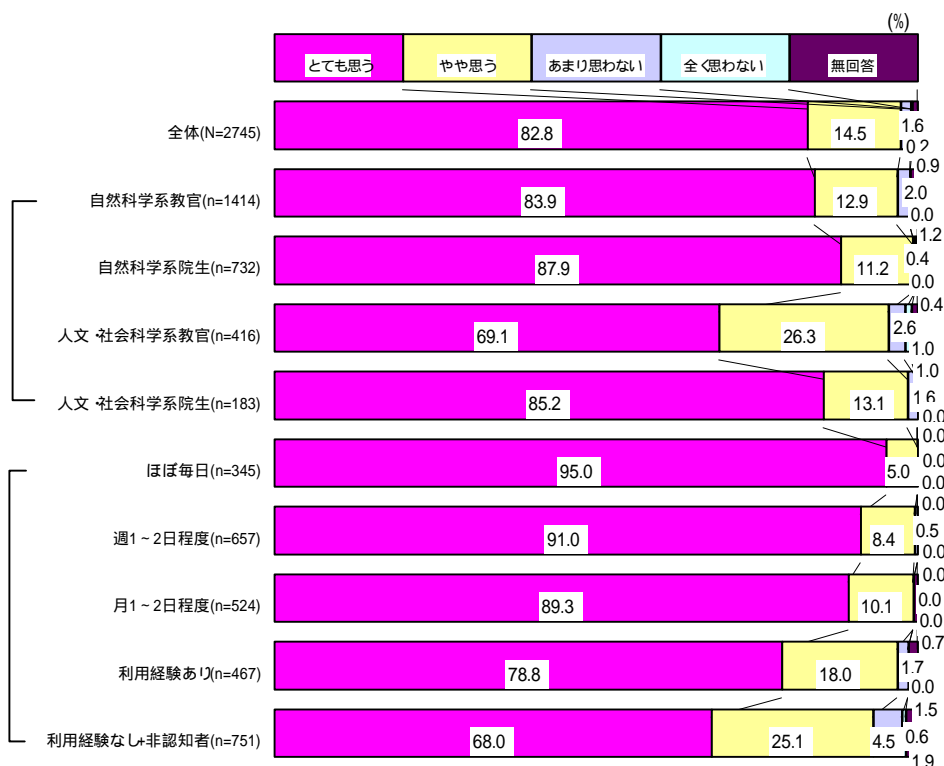 (%)
とても思う やや思う あまり思わない 全く思わない 無回答
全体(N=2745) 82.8 14.5 1.6 0.2
0.9
自然科学系教官(n=1414) 83.9 12.9 2.0 0.0
1.2
自然科学系院生(n=732) 87.9 11.2 0.4 0.0
0.4
人文・社会科学系教官(n=416) 69.1 26.3 2.6 1.0
1.0
人文・社会科学系院生(n=183) 85.2 13.1 1.6 0.0
0.0
ほぼ毎日(n=345) 95.0 5.0 0.0 0.0
0.0
週1~2日程度(n=657) 91.0 8.4 0.5 0.0
0.0
月1~2日程度(n=524) 89.3 10.1 0.0 0.0
0.7
利用経験あり(n=467) 78.8 18.0 1.7 0.0
1.5
利用経験なし+非認知者(n=751) 68.0 25.1 4.5 0.6
1.9